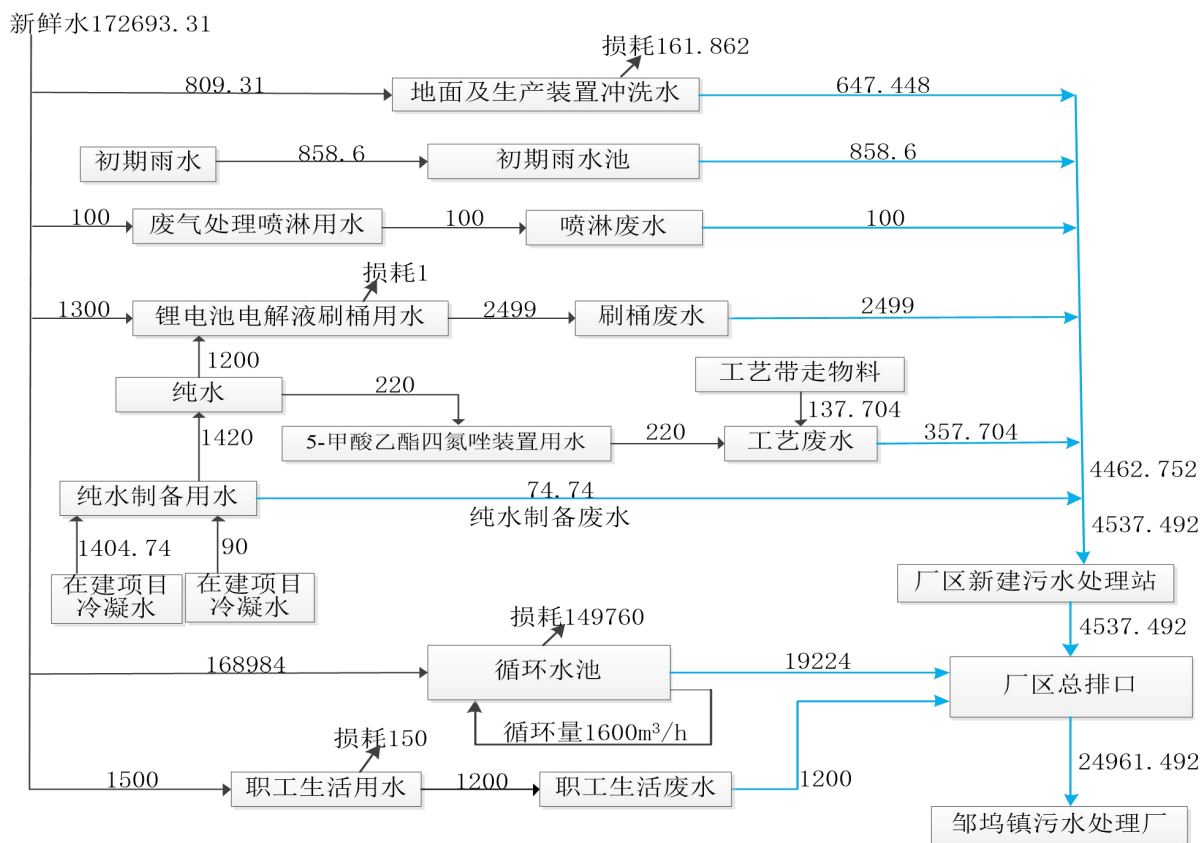 新鲜水172693.31
损耗161.862
809.31
地面及生产装置冲洗水
647.448
初期雨水
858.6
初期雨水池
858.6
100
废气处理喷淋用水
100
喷淋废水
100
损耗1
1300
锂电池电解液刷桶用水
2499
刷桶废水
2499
1200
纯水
220
工艺带走物料
137.704
1420
5-甲酸乙酯四氮唑装置用水
220
工艺废水
357.704
4462.752
纯水制备用水
74.74
纯水制备废水
4537.492
1404.74
90
在建项目
冷凝水
在建项目
冷凝水
厂区新建污水处理站
4537.492
损耗149760
168984
循环水池
19224
厂区总排口
循环量1600m³/h
损耗150
1500
职工生活用水
1200
职工生活废水
1200
24961.492
邹坞镇污水处理厂